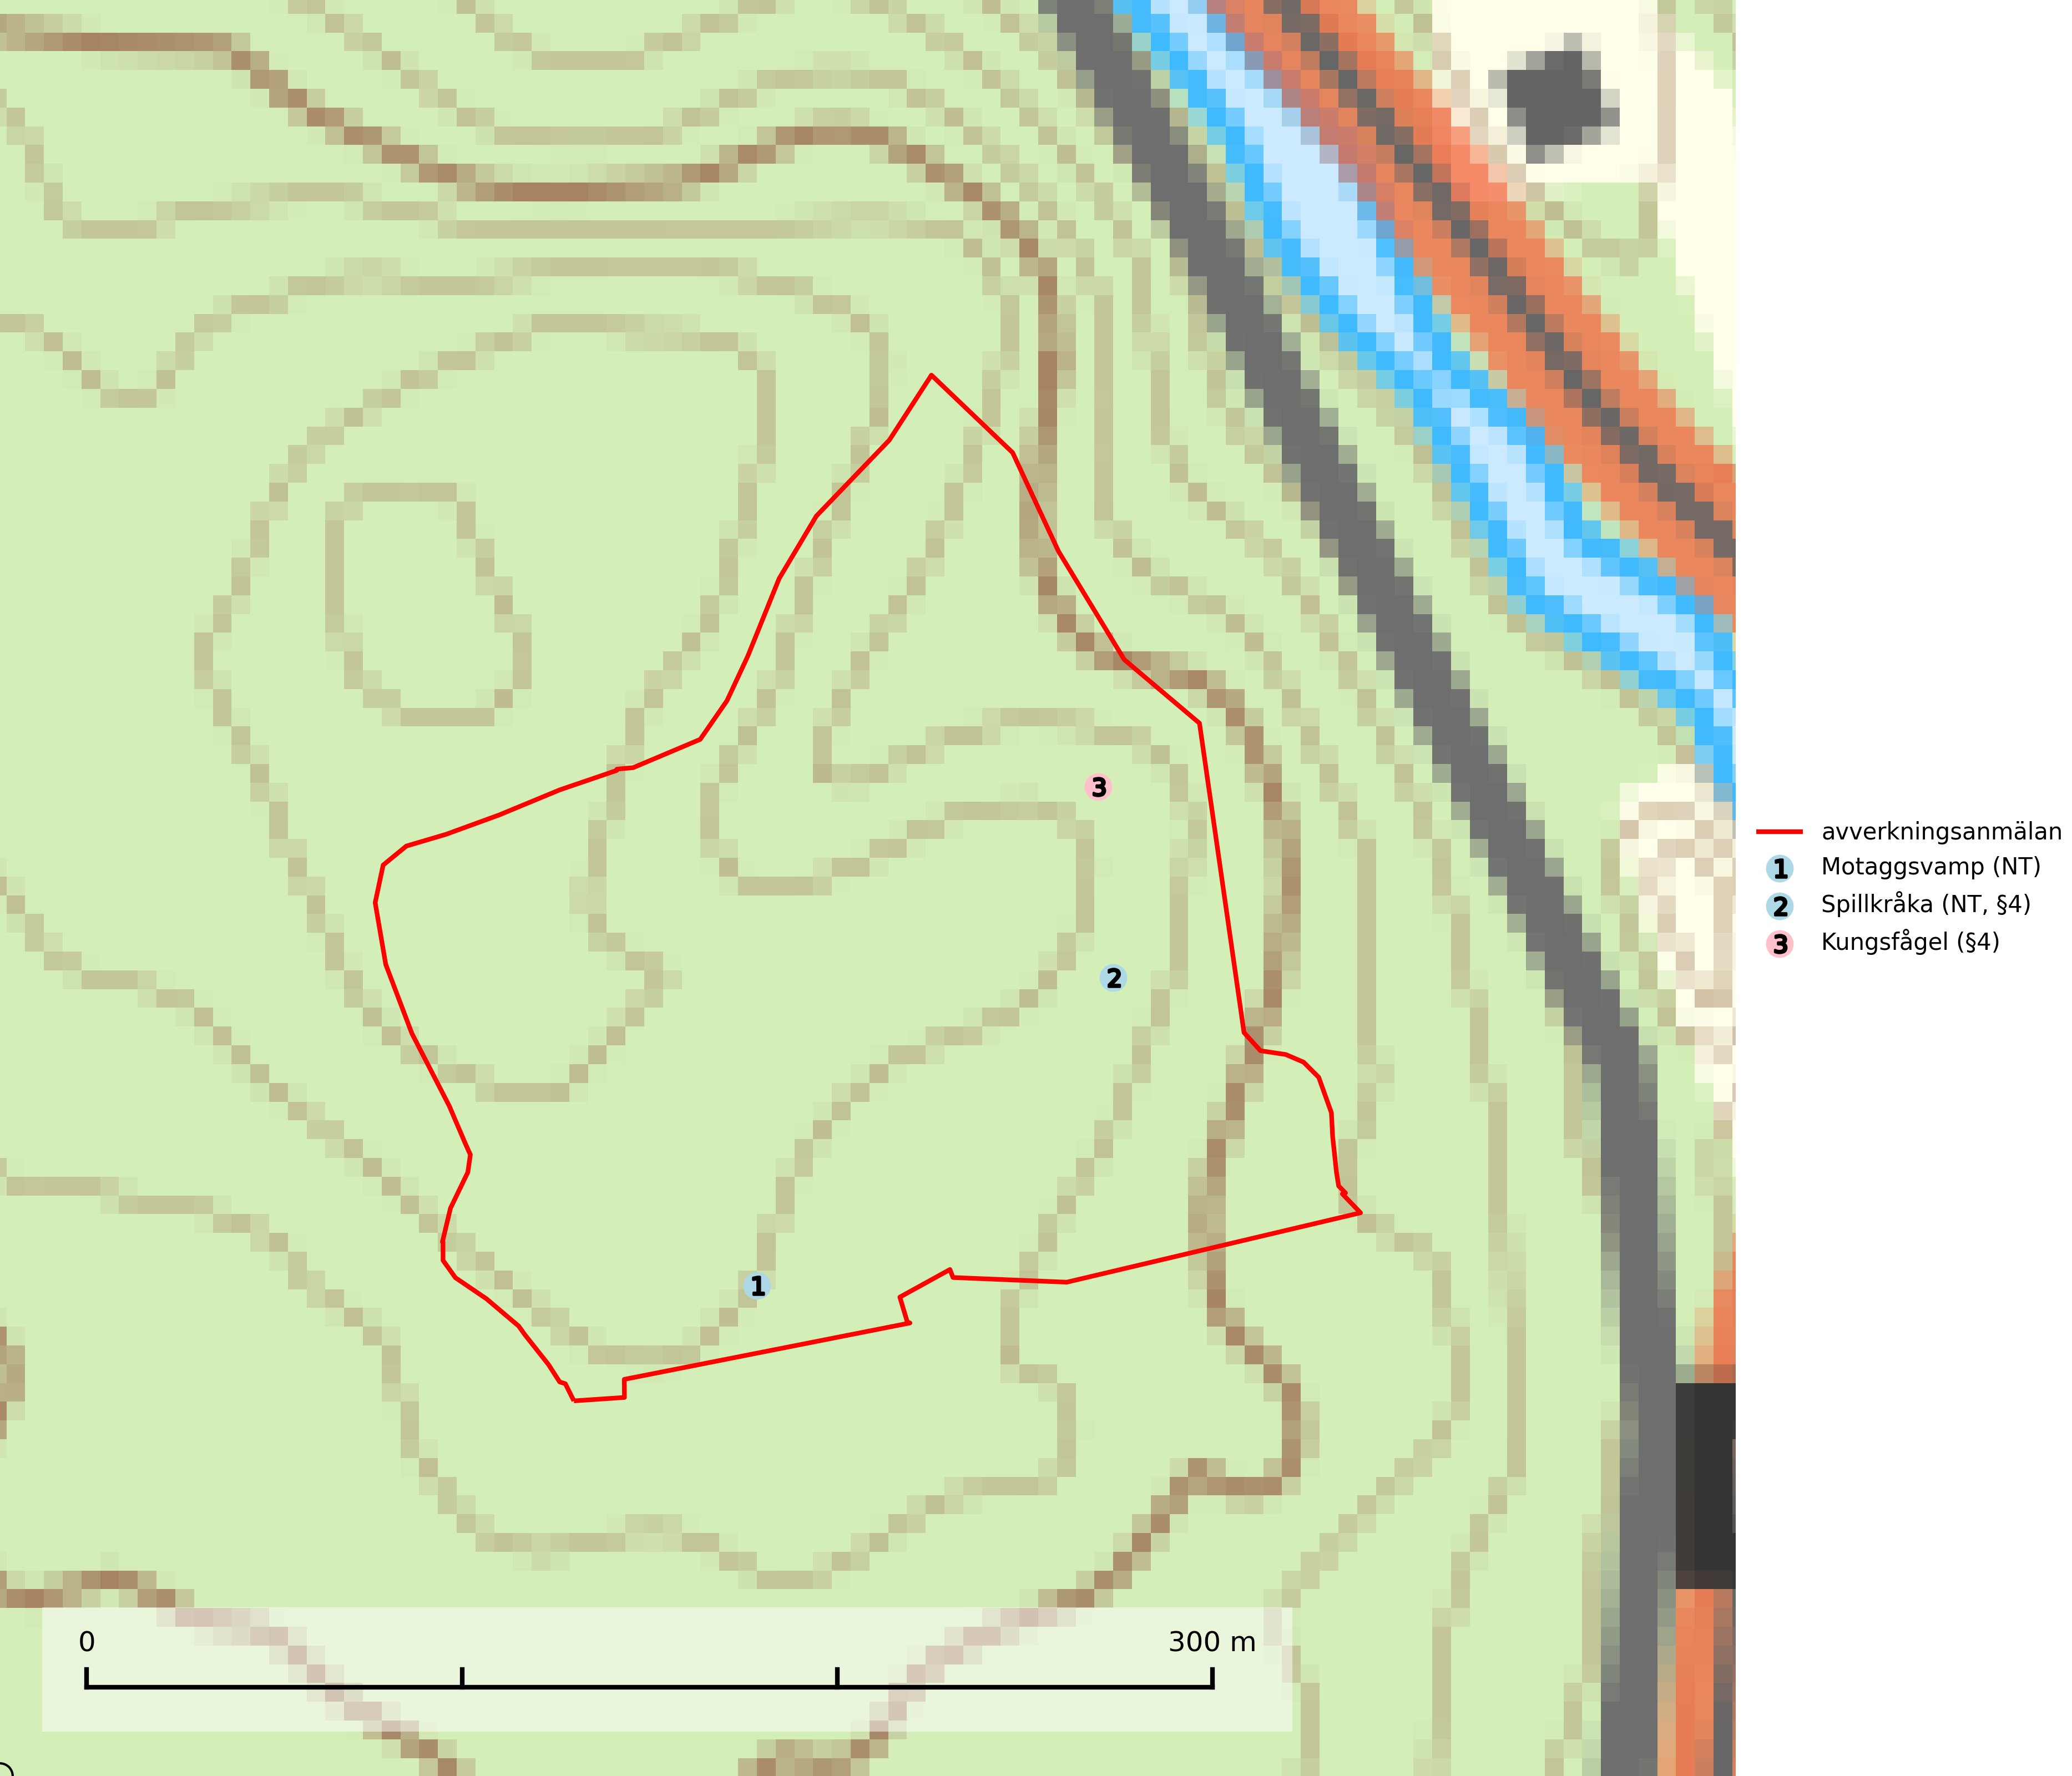 3
2
1
avverkningsanmälan
1 Motaggsvamp (NT)
2 Spillkråka (NT, §4)
3 Kungsfågel (§4)
0 300 m